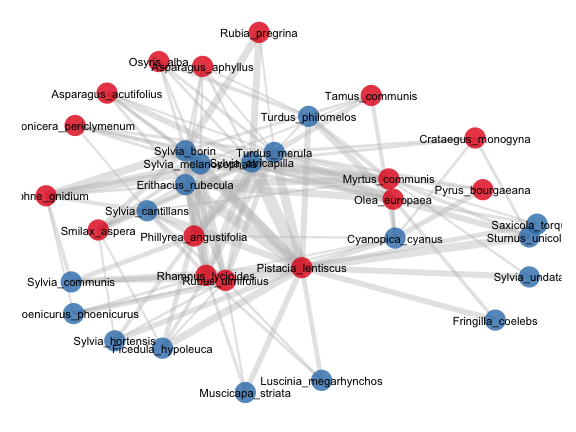 Rubia_pregrina
Osyris_alba
Asparagus_aphyllus
Asparagus_acutifolius
Tamus_communis
Turdus_philomelos
onicera_periclymenum
Crataegus_monogyna
Sylvia_borin
Turdus_merula
Sylvia_melanocephala
Sylvia_atricapilla
Myrtus_communis
Erithacus_rubecula
Pyrus_bourgaeana
ohne_gnidium
Olea_europaea
Sylvia_cantillans
Saxicola_torqu
Smilax_aspera
Phillyrea_angustifolia
Cyanopica_cyanus
Sturnus_unicol
Pistacia_lentiscus
Rhamnus_lycioides
Rubus_ulmifolius
Sylvia_undata
Sylvia_communis
oenicurus_phoenicurus
Fringilla_coelebs
Sylvia_hortensis
Ficedula_hypoleuca
Luscinia_megarhynchos
Muscicapa_striata